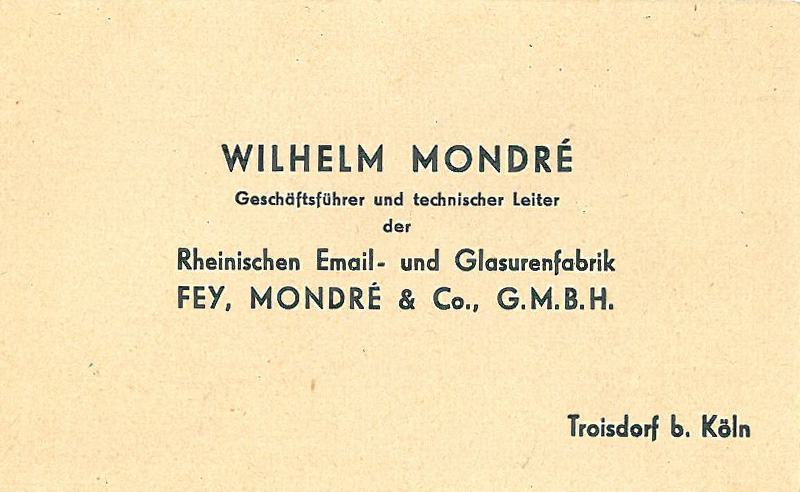 WILHELM MONDRÉ
Geschäftsführer und technischer Leiter
der
Rheinischen Email- und Glasurenfabrik
FEY, MONDRÉ & Co., G.M.B.H.
Troisdorf b. Köln